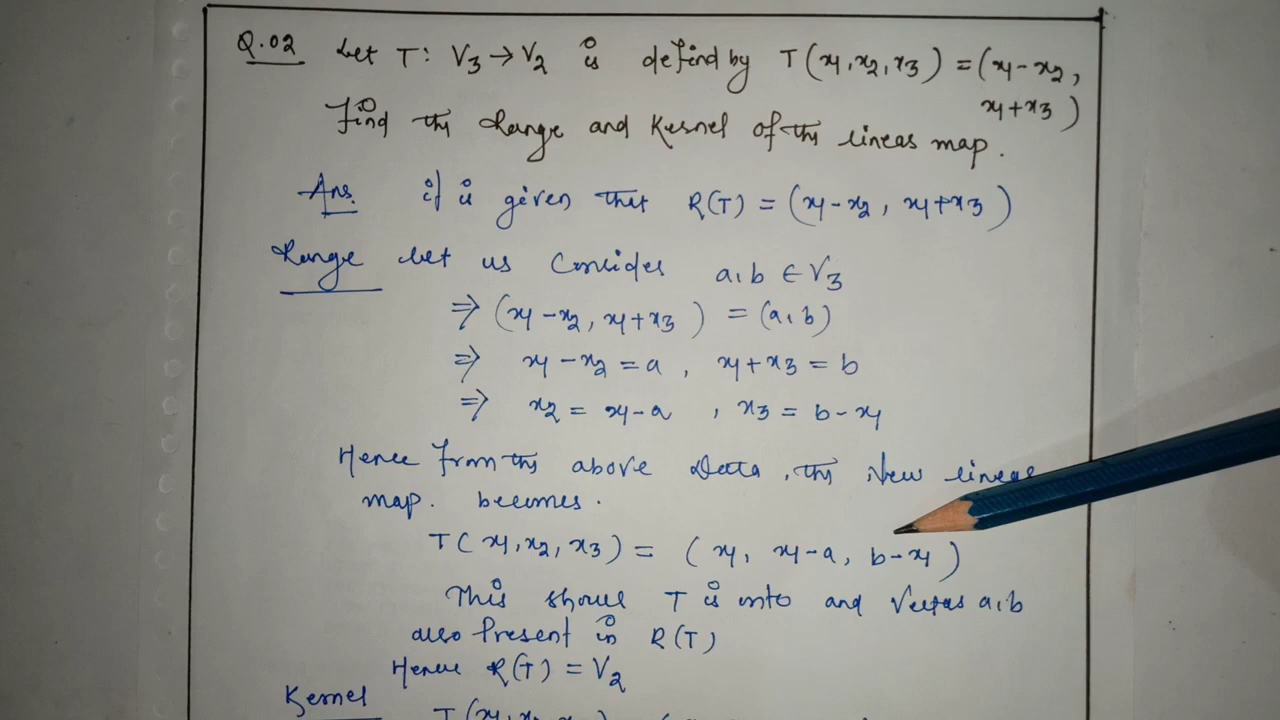 Q.02 Let T: V3→V2 is defind by T(x1,x2,x3) = (x1-x2,
x1+x3)
Find the Range and Kernel of the linear map.
Ans. it is given that R(T) = (x1-x2, x1+x3)
Range Let us Consider a,b ∈ V3
⇒ (x1-x2, x1+x3) = (a,b)
⇒ x1-x2 = a, x1+x3 = b
⇒ x2 = x1-a, x3 = b-x1
Hence from the above Data, the New linear
map. becomes.
T(x1,x2,x3) = (x1, x1-a, b-x1)
This shows T is into and Vector a,b
also Present in R(T)
Hence R(T) = V2
Kernel